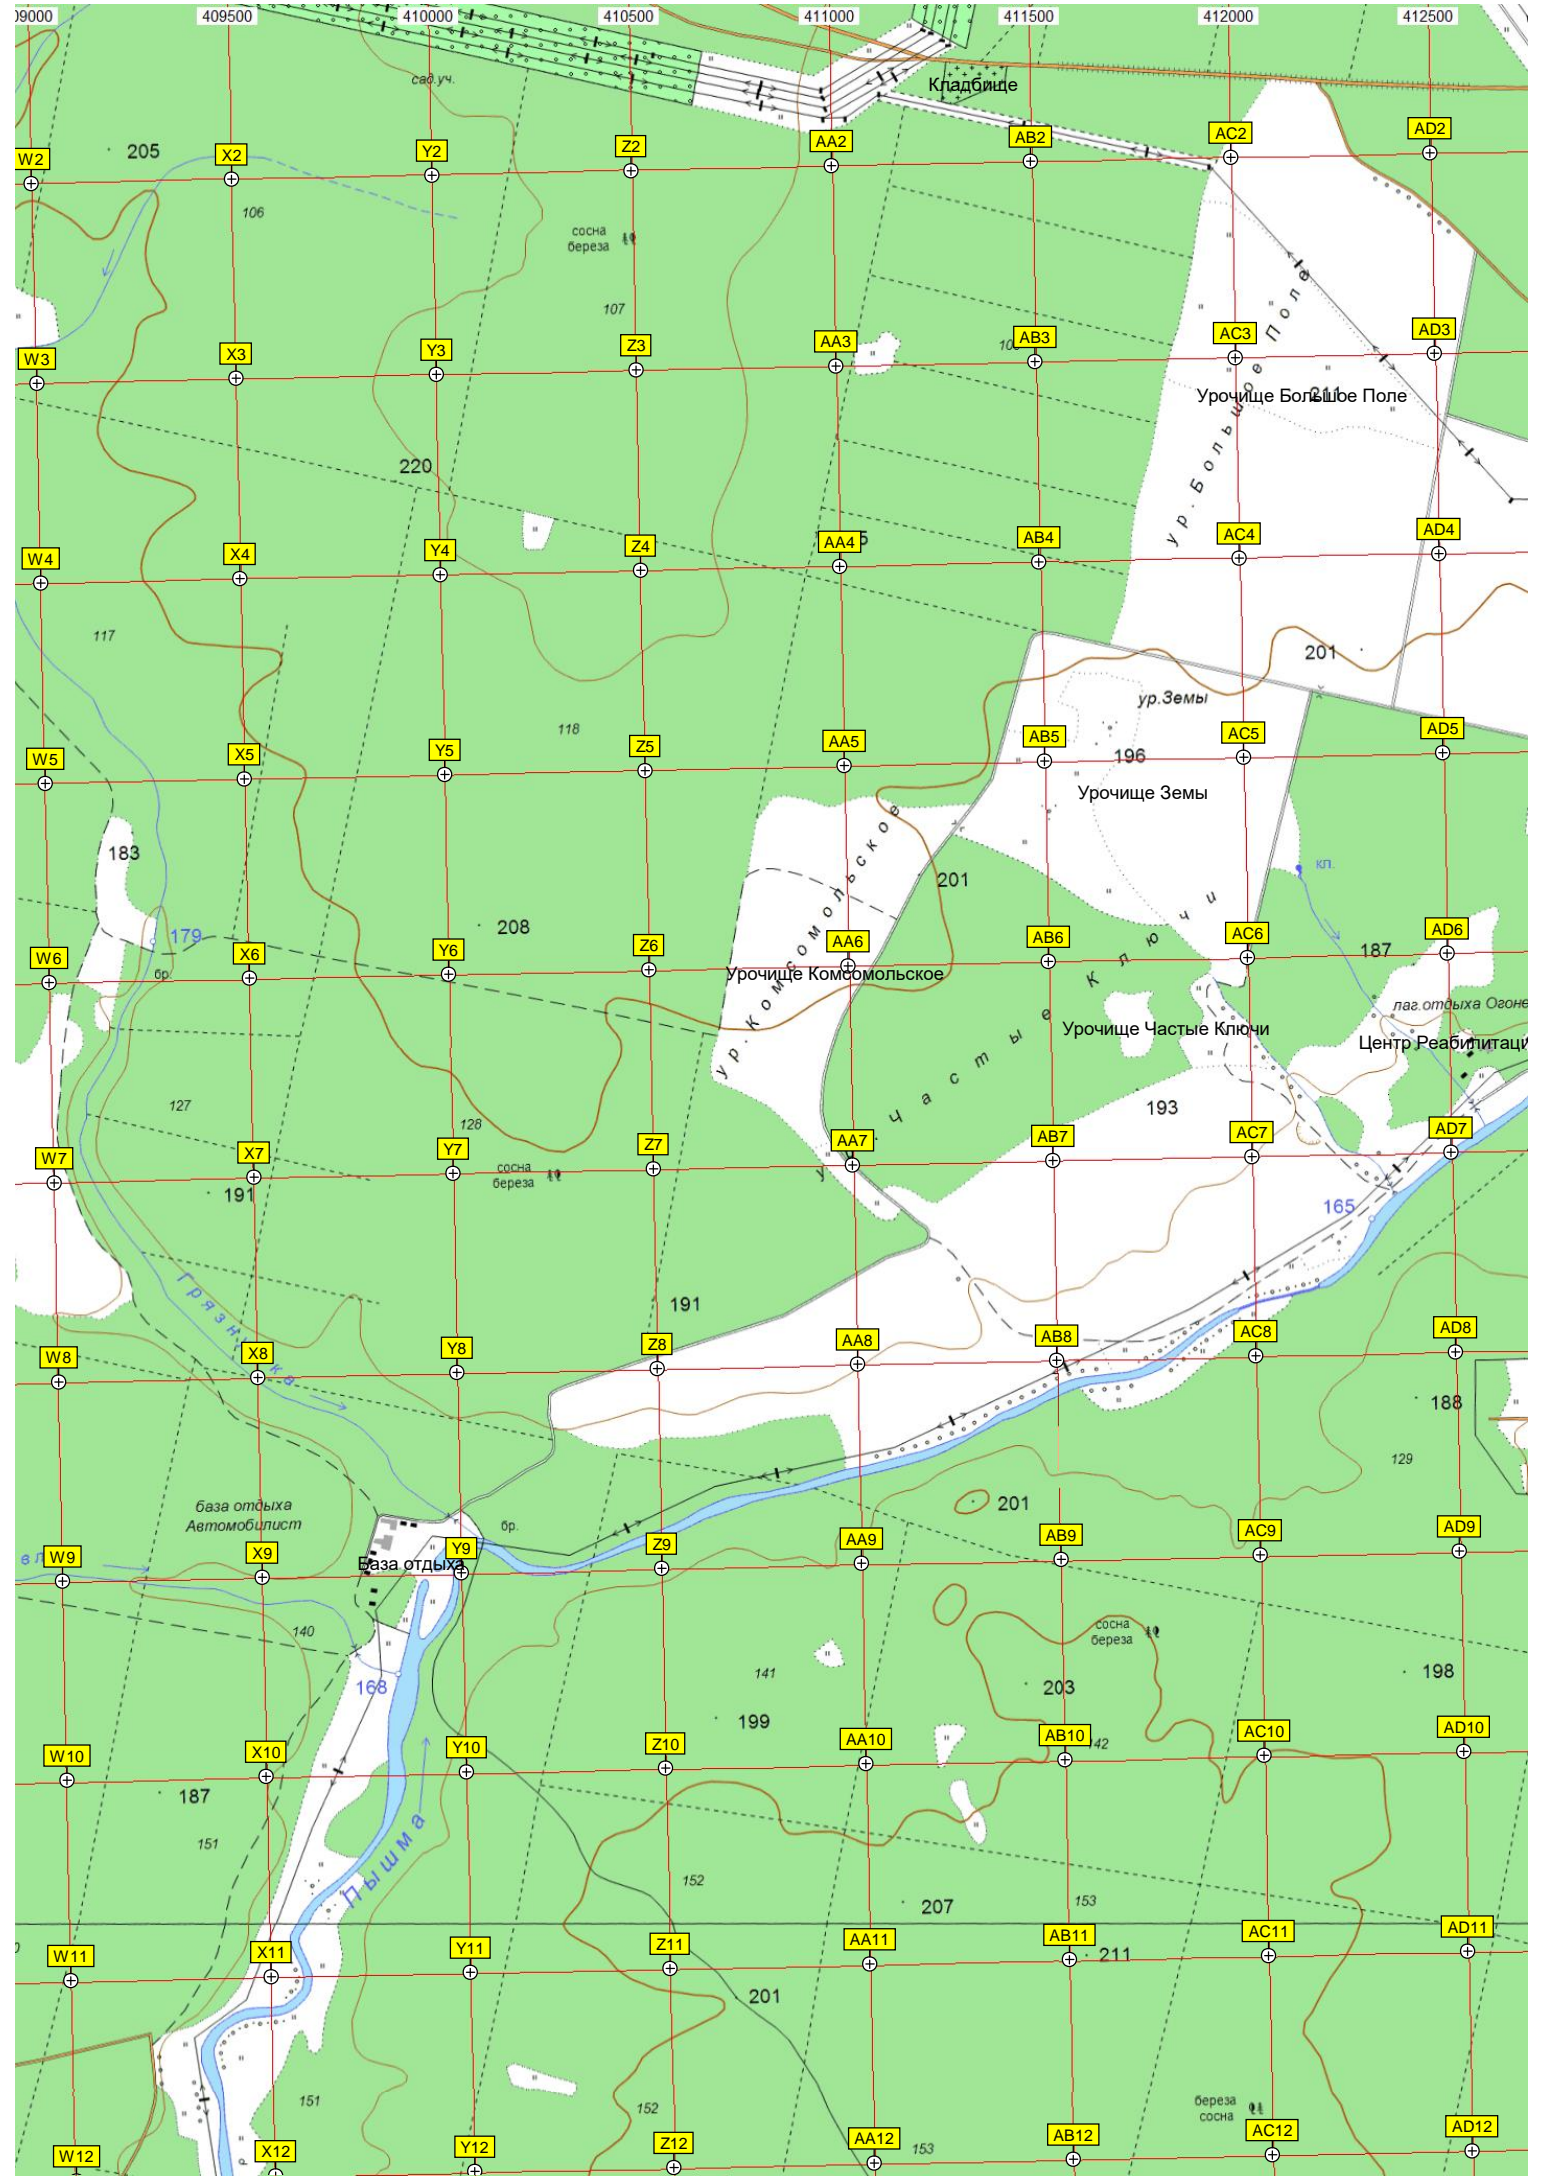 409500 410000 410500 411000 411500 412000 412500
сад.уч.
Кладбище
W2 X2 Y2 Z2 AA2 AB2 AC2 AD2
205
106
сосна
береза
107
W3 X3 Y3 Z3 AA3 AB3 AC3 AD3
ур. Большое Поле
Урочище Большое Поле
211
220
W4 X4 Y4 Z4 AA4 AB4 AC4 AD4
117
201
ур.Земы
118
W5 X5 Y5 Z5 AA5 AB5 AC5 AD5
196
Урочище Земы
183
кл.
201
208
179
187
W6 X6 Y6 Z6 AA6 AB6 AC6 AD6
бр.
ур. Комсомольское
Урочище Комсомольское
лаг.отдыха
Урочище Частые Ключи
Центр
Частые Ключи
127
193
128
W7 X7 Y7 Z7 AA7 AB7 AC7 AD7
сосна
береза
191
165
191
W8 X8 Y8 Z8 AA8 AB8 AC8 AD8
188
129
база отдыха
Автомобилист
201
бр.
W9 X9 Y9 Z9 AA9 AB9 AC9 AD9
База отдыха
140
сосна
береза
141
198
168
203
199
W10 X10 Y10 Z10 AA10 AB10 AC10 AD10
142
187
151
Пышма
152
207
153
W11 X11 Y11 Z11 AA11 AB11 AC11 AD11
211
201
151
152
береза
сосна
W12 X12 Y12 Z12 AA12 AB12 AC12 AD12
153